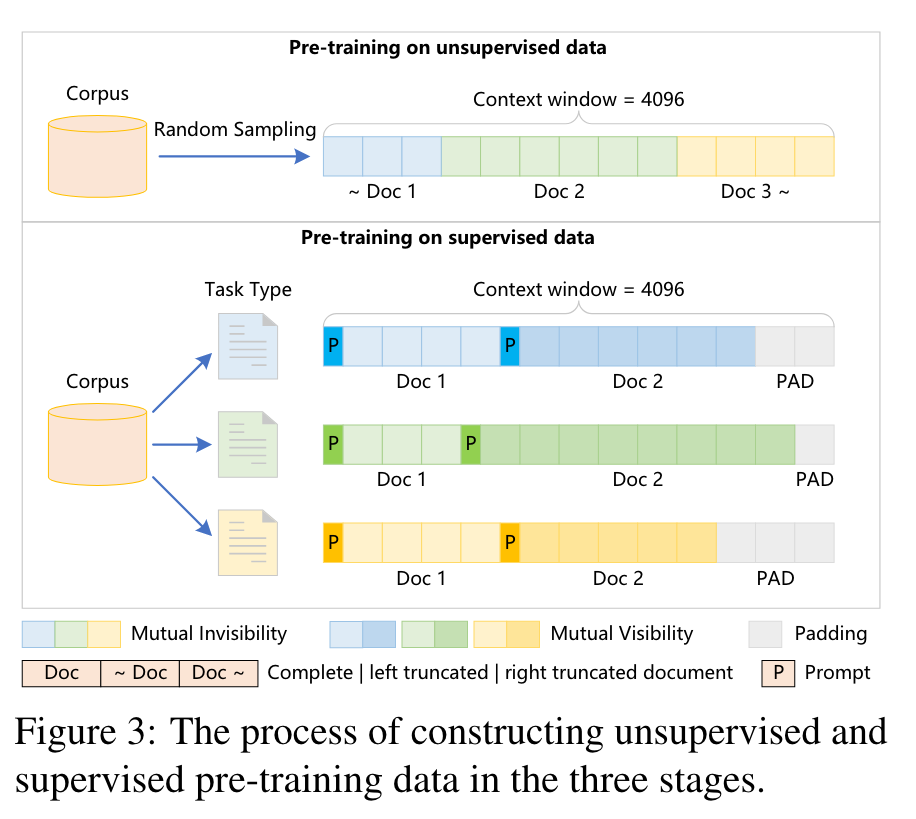 Pre-training on unsupervised data
Corpus
Context window = 4096
Random Sampling
~ Doc 1
Doc 2
Doc 3 ~
Pre-training on supervised data
Task Type
Context window = 4096
P
P
Doc 1
Doc 2
PAD
Corpus
P
P
Doc 1
Doc 2
PAD
P
P
Doc 1
Doc 2
PAD
Mutual Invisibility
Mutual Visibility
Padding
Doc
~ Doc
Doc ~
Complete | left truncated | right truncated document
P
Prompt
Figure 3: The process of constructing unsupervised and
supervised pre-training data in the three stages.